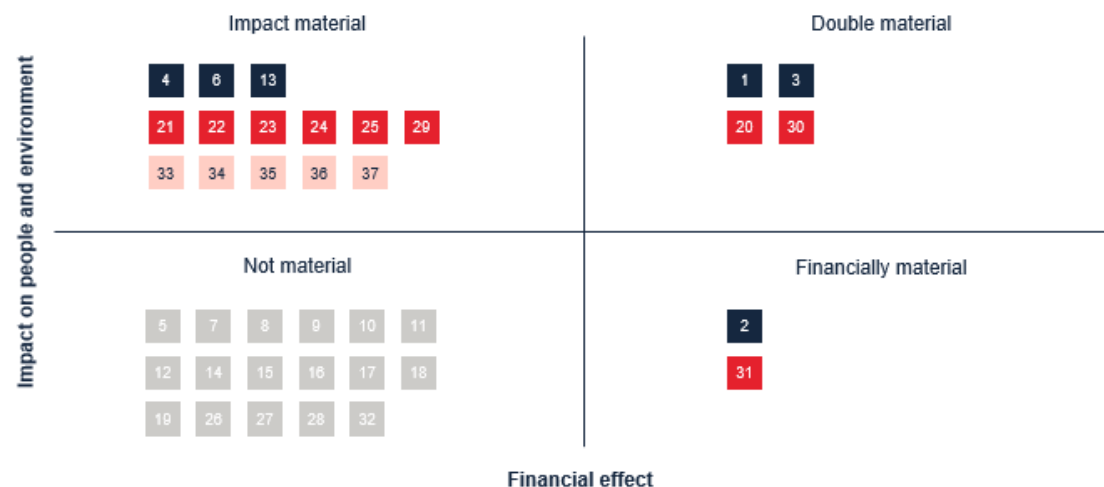 Impact material
Double material
4 6 13
1 3
21 22 23 24 25 29
20 30
33 34 35 36 37
Impact on people and environment
Not material
Financially material
5 7 8 9 10 11
2
12 14 15 16 17 18
31
19 26 27 28 32
Financial effect